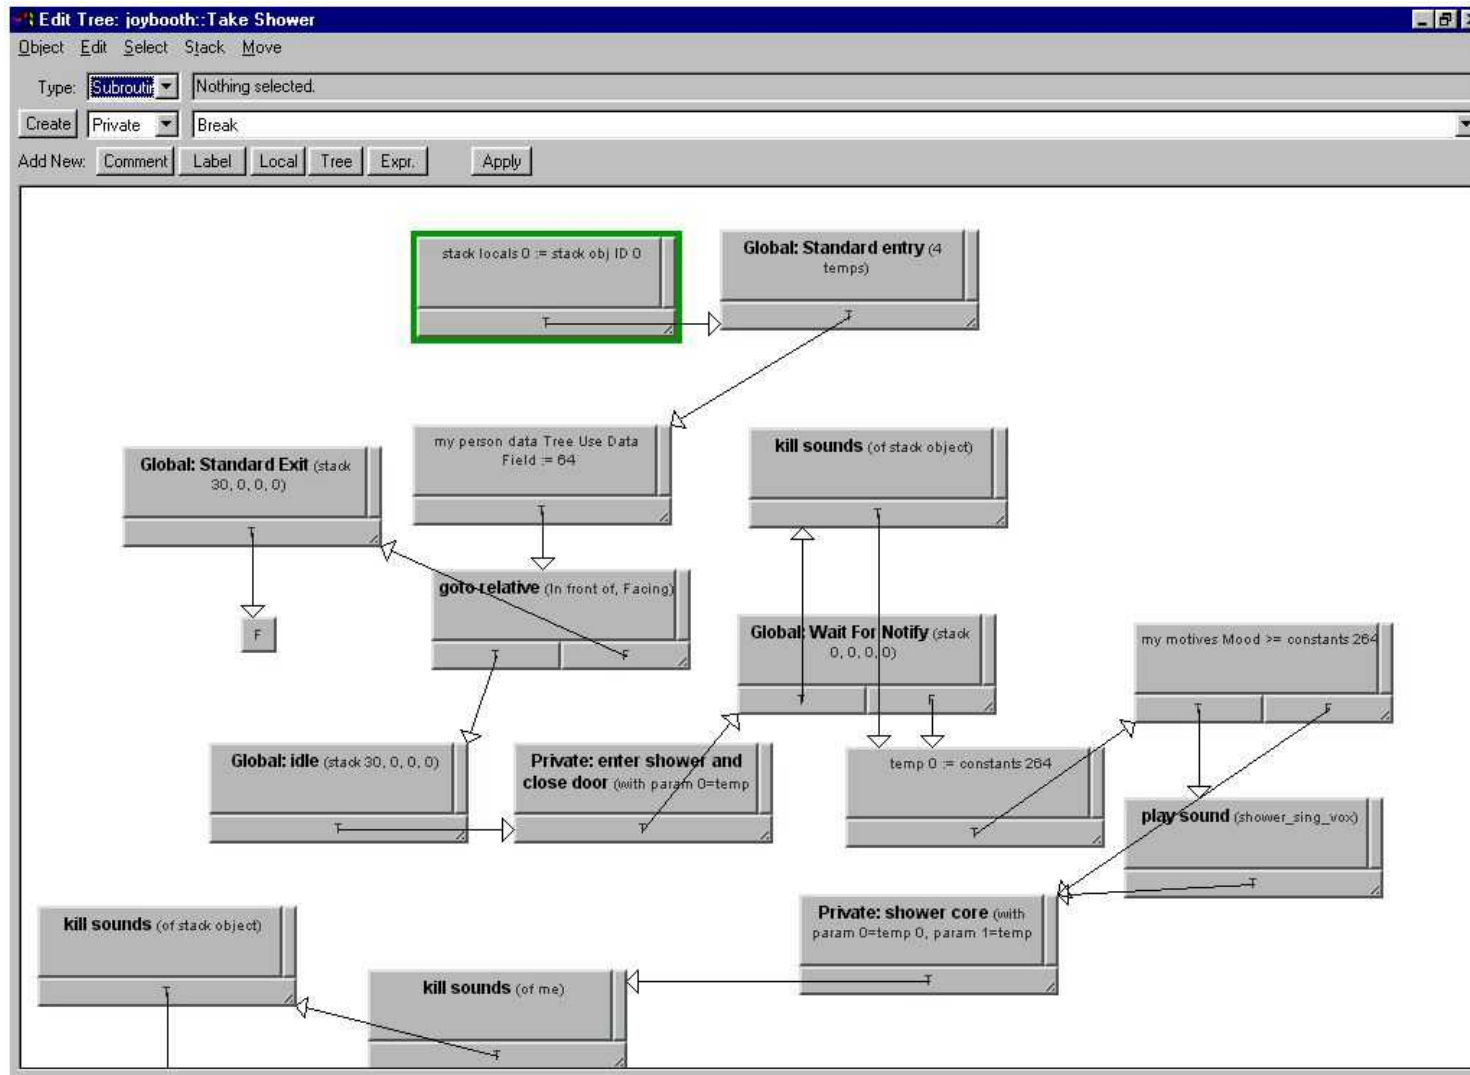 Edit Tree: joybooth::Take Shower
Object Edit Select Stack Move
Type: Subroutin Nothing selected.
Create Private Break
Add New: Comment Label Local Tree Expr. Apply
stack locals 0 := stack obj ID 0
T
Global: Standard entry (4
temps)
T
my person data Tree Use Data
Field := 64
T
kill sounds (of stack object)
T
Global: Standard Exit (stack
30, 0, 0, 0)
T
F
goto relative (In front of, Facing)
T F
Global: Wait For Notify (stack
0, 0, 0, 0)
T F
my motives Mood >= constants 264
T F
Global: idle (stack 30, 0, 0, 0)
T
Private: enter shower and
close door (with param 0=temp
T
temp 0 := constants 264
T
play sound (shower_sing_vox)
T
Private: shower core (with
param 0=temp 0, param 1=temp
T
kill sounds (of stack object)
T
kill sounds (of me)
T